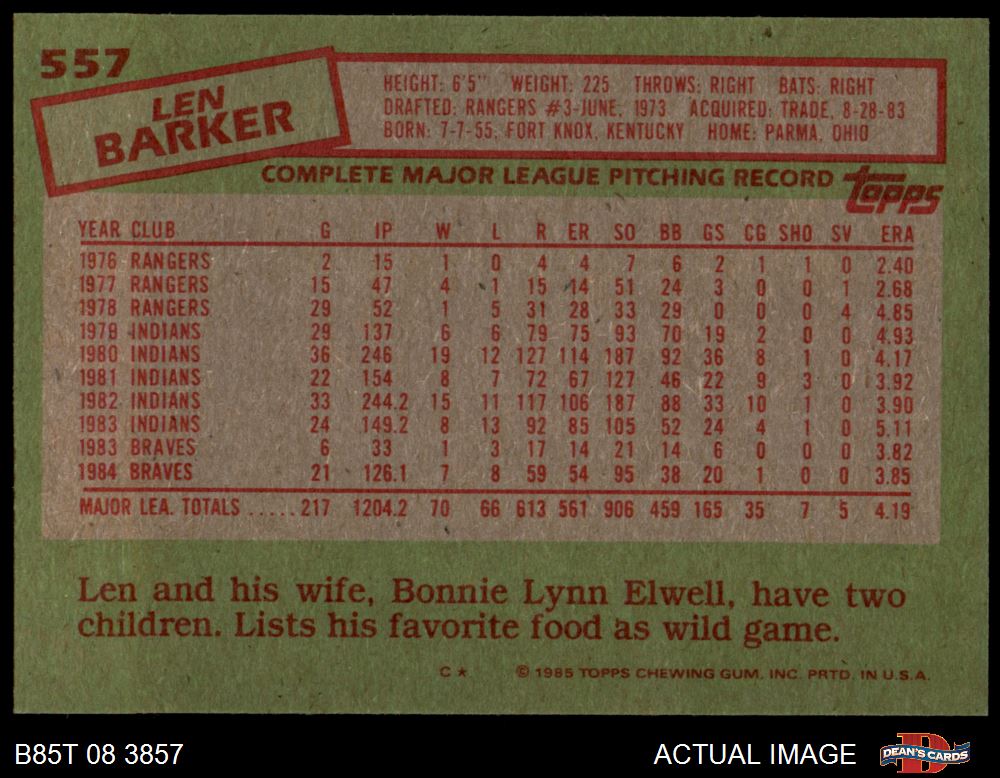 557
LEN
BARKER
HEIGHT: 6'5" WEIGHT: 225 THROWS: RIGHT BATS: RIGHT
DRAFTED: RANGERS #3-JUNE, 1973 ACQUIRED: TRADE, 8-28-83
BORN: 7-7-55, FORT KNOX, KENTUCKY HOME: PARMA, OHIO
COMPLETE MAJOR LEAGUE PITCHING RECORD topps
YEAR CLUB G IP W L R ER SO BB GS CG SHO SV ERA
1976 RANGERS 2 15 1 0 4 4 7 6 2 1 1 0 2.40
1977 RANGERS 15 47 4 1 15 14 51 24 3 0 0 1 2.68
1978 RANGERS 29 52 1 5 31 28 33 29 0 0 0 4 4.85
1979 INDIANS 29 137 6 6 79 75 93 70 19 2 0 0 4.93
1980 INDIANS 36 246 19 12 127 114 187 92 36 8 1 0 4.17
1981 INDIANS 22 154 8 7 72 67 127 46 22 9 3 0 3.92
1982 INDIANS 33 244.2 15 11 117 106 187 88 33 10 1 0 3.90
1983 INDIANS 24 149.2 8 13 92 85 105 52 24 4 1 0 5.11
1983 BRAVES 6 33 1 3 17 14 21 14 6 0 0 0 3.82
1984 BRAVES 21 126.1 7 8 59 54 95 38 20 1 0 0 3.85
MAJOR LEA. TOTALS .....217 1204.2 70 66 613 561 906 459 165 35 7 5 4.19
Len and his wife, Bonnie Lynn Elwell, have two
children. Lists his favorite food as wild game.
C* © 1985 TOPPS CHEWING GUM, INC. PRTD. IN U.S.A.
B85T 08 3857 ACTUAL IMAGE DEAN'S CARDS